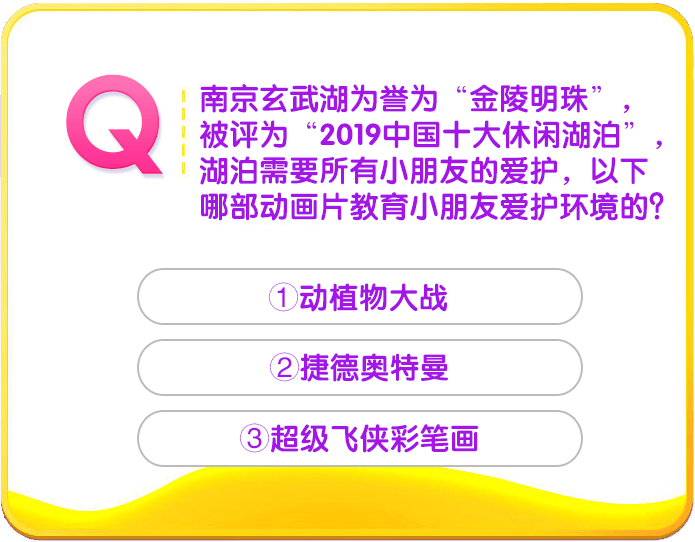 Q
南京玄武湖为誉为“金陵明珠”，
被评为“2019中国十大休闲湖泊”，
湖泊需要所有小朋友的爱护，以下
哪部动画片教育小朋友爱护环境的？
①动植物大战
②捷德奥特曼
③超级飞侠彩笔画